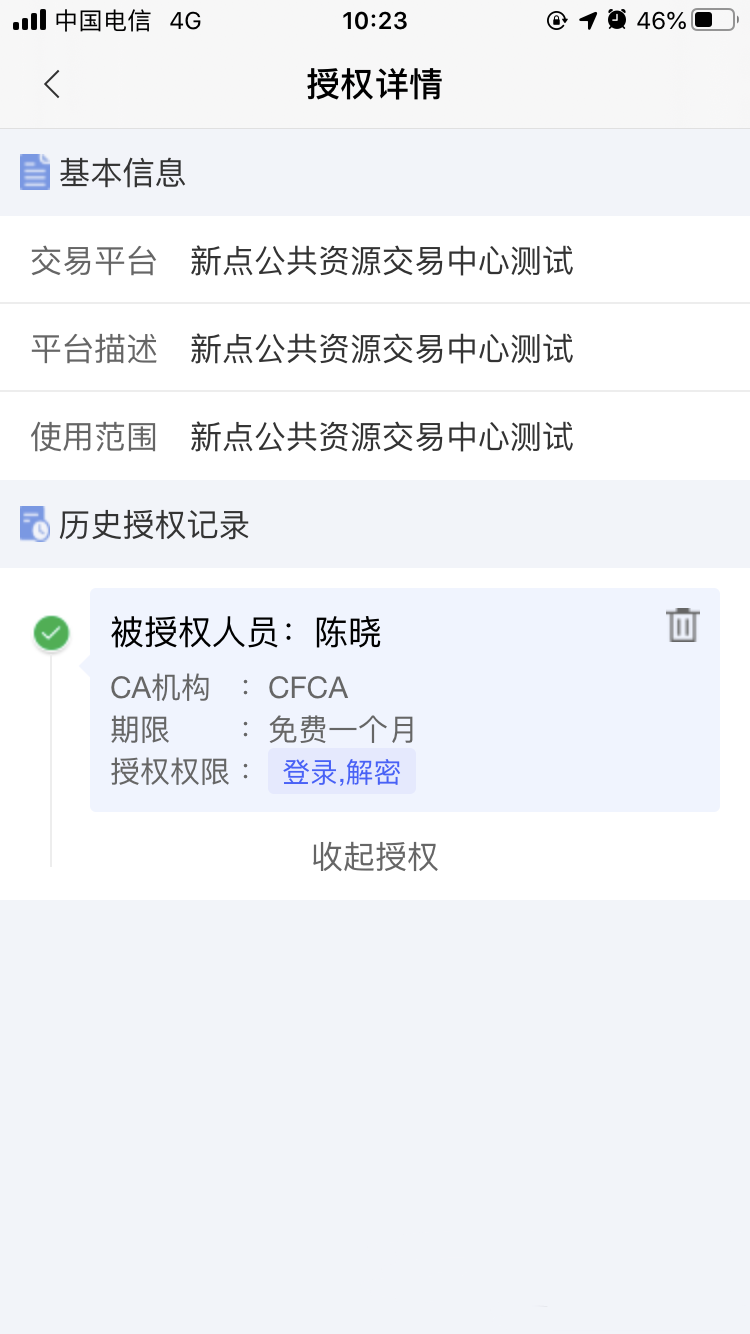 中国电信 4G 10:23 46%
授权详情
基本信息
交易平台 新点公共资源交易中心测试
平台描述 新点公共资源交易中心测试
使用范围 新点公共资源交易中心测试
历史授权记录
被授权人员：陈晓
CA机构 ：CFCA
期限 ：免费一个月
授权权限：登录,解密
收起授权